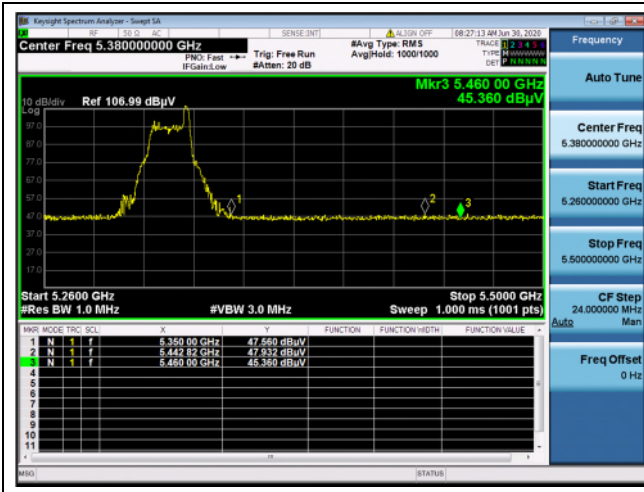 Keysight Spectrum Analyzer - Swept SA
RF 50 Ω AC SENSE:INT ALIGN OFF 08:27:13 AM Jun 30, 2020
Center Freq 5.380000000 GHz
PNO: Fast
IFGain:Low
Trig: Free Run
#Atten: 20 dB
#Avg Type: RMS
Avg|Hold: 1000/1000
TRACE 1 2 3 4 5 6
TYPE
DET P N N N N N
Mkr3 5.460 00 GHz
45.360 dBµV
10 dB/div Ref 106.99 dBµV
Log
97.0
87.0
77.0
67.0
57.0
47.0
37.0
27.0
17.0
1
2
3
Start 5.2600 GHz Stop 5.5000 GHz
#Res BW 1.0 MHz #VBW 3.0 MHz Sweep 1.000 ms (1001 pts)
MKR MODE TRC SCL X Y FUNCTION FUNCTION WIDTH FUNCTION VALUE
1 N 1 f 5.350 00 GHz 47.560 dBµV
2 N 1 f 5.442 82 GHz 47.932 dBµV
3 N 1 f 5.460 00 GHz 45.360 dBµV
4
5
6
7
8
9
10
11
MSG STATUS
Frequency
Auto Tune
Center Freq
5.380000000 GHz
Start Freq
5.260000000 GHz
Stop Freq
5.500000000 GHz
CF Step
24.000000 MHz
Auto Man
Freq Offset
0 Hz